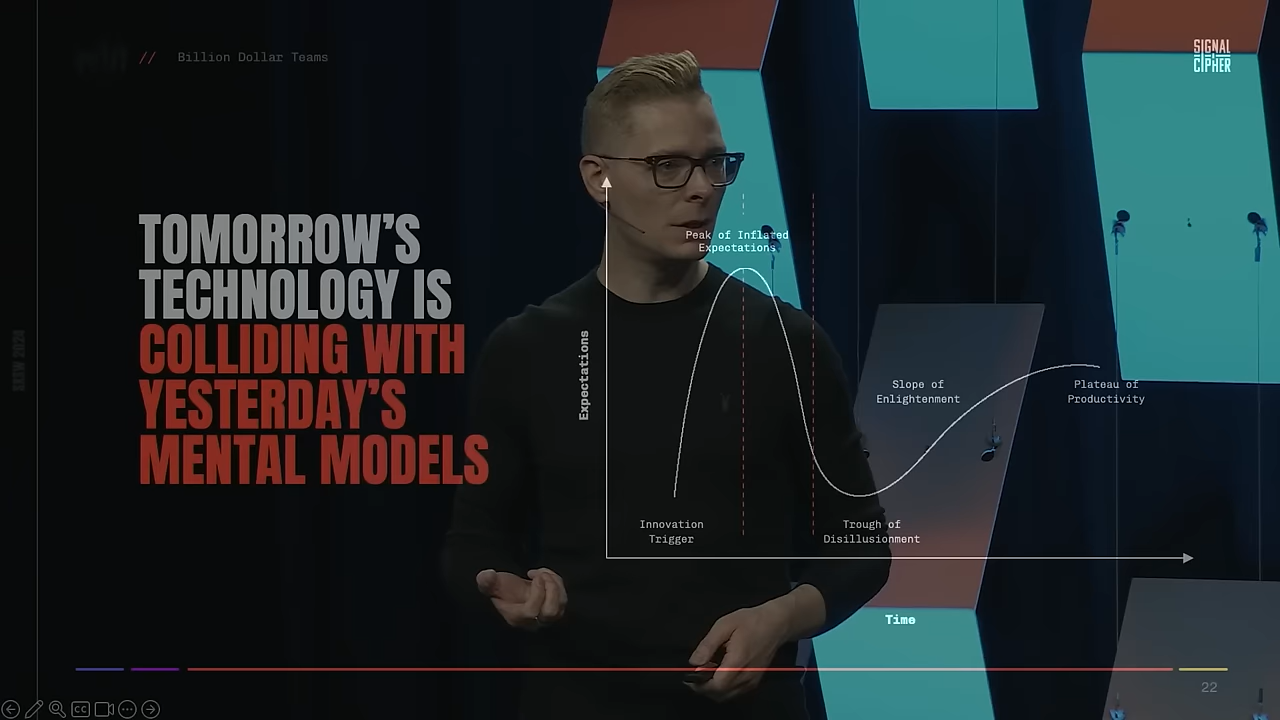 // Billion Dollar Teams
SIGNAL
CIPHER
TOMORROW’S
TECHNOLOGY IS
COLLIDING WITH
YESTERDAY’S
MENTAL MODELS
Peak of Inflated
Expectations
Expectations
Slope of
Enlightenment
Plateau of
Productivity
Innovation
Trigger
Trough of
Disillusionment
Time
22
CC